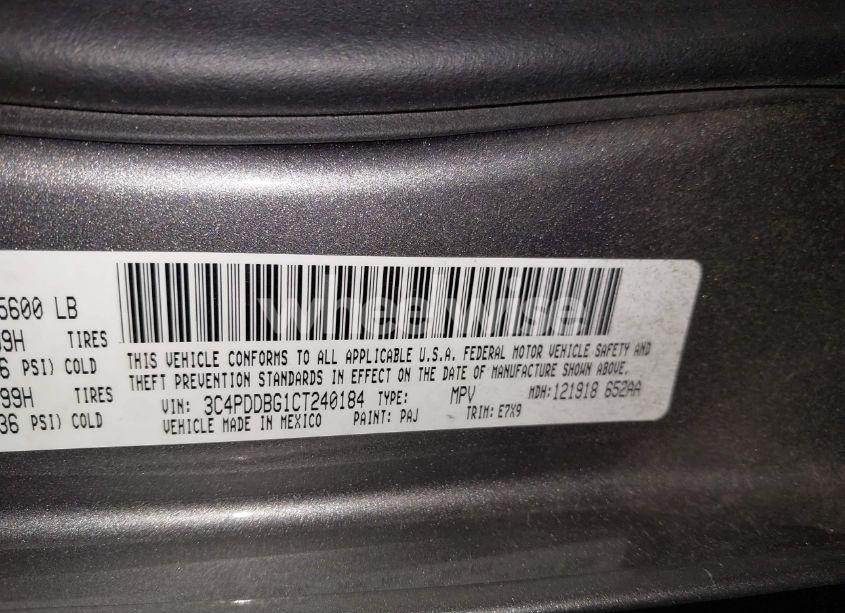 5600 LB
99H TIRES
6 PSI) COLD
99H TIRES
36 PSI) COLD
wheelwise
THIS VEHICLE CONFORMS TO ALL APPLICABLE U.S.A. FEDERAL MOTOR VEHICLE SAFETY AND
THEFT PREVENTION STANDARDS IN EFFECT ON THE DATE OF MANUFACTURE SHOWN ABOVE.
VIN: 3C4PDDBG1CT240184 TYPE: MPV MDH: 121918 652AA
VEHICLE MADE IN MEXICO PAINT: PAJ TRIM: E7X9